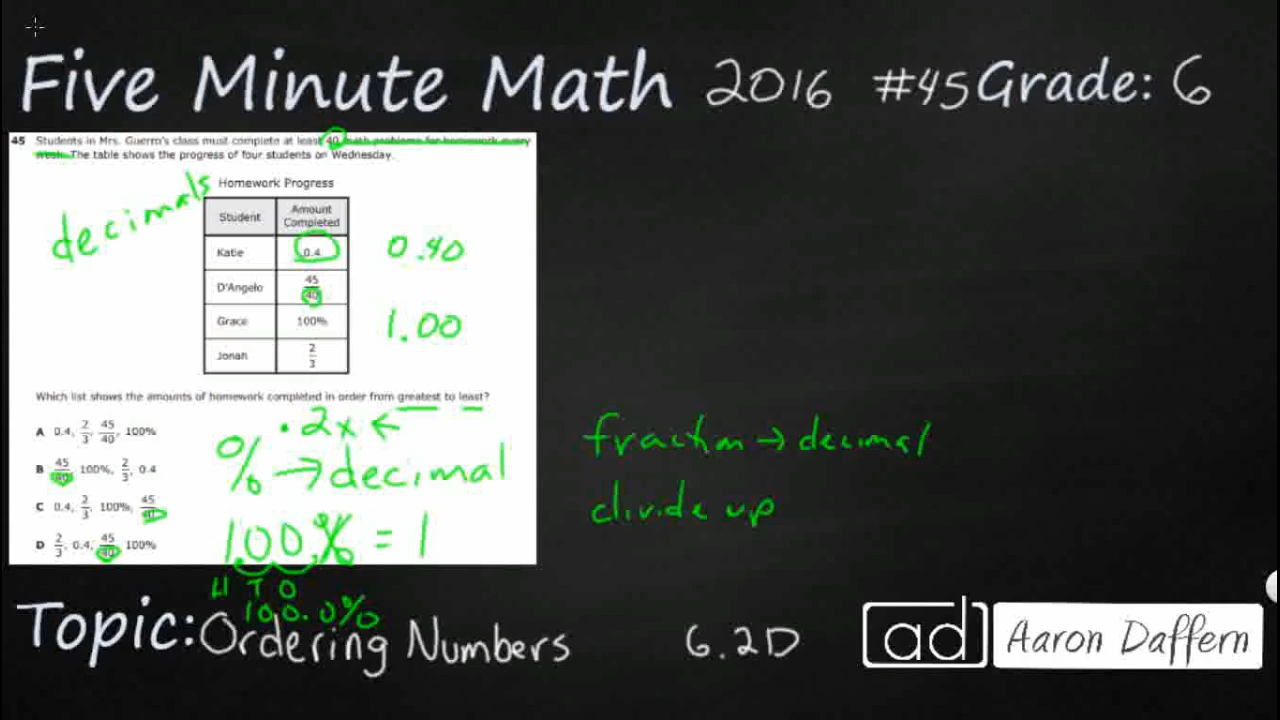 Five Minute Math 2016 #45 Grade: 6
45 Students in Mrs. Guerro's class must complete at least 40 math problems for homework every
week. The table shows the progress of four students on Wednesday.
decimals
Homework Progress
Student Amount Completed
Katie 0.4 0.40
D'Angelo 45/40
Grace 100% 1.00
Jonah 2/3
Which list shows the amounts of homework completed in order from greatest to least?
A 0.4, 2/3, 45/40, 100%
B 45/40, 100%, 2/3, 0.4
C 0.4, 2/3, 100%, 45/40
D 2/3, 0.4, 45/40, 100%
. 2x ←
% → decimal
1.00.% = 1
H T O
100.0%
fraction → decimal
divide up
Topic: Ordering Numbers 6.2D
ad Aaron Daffern